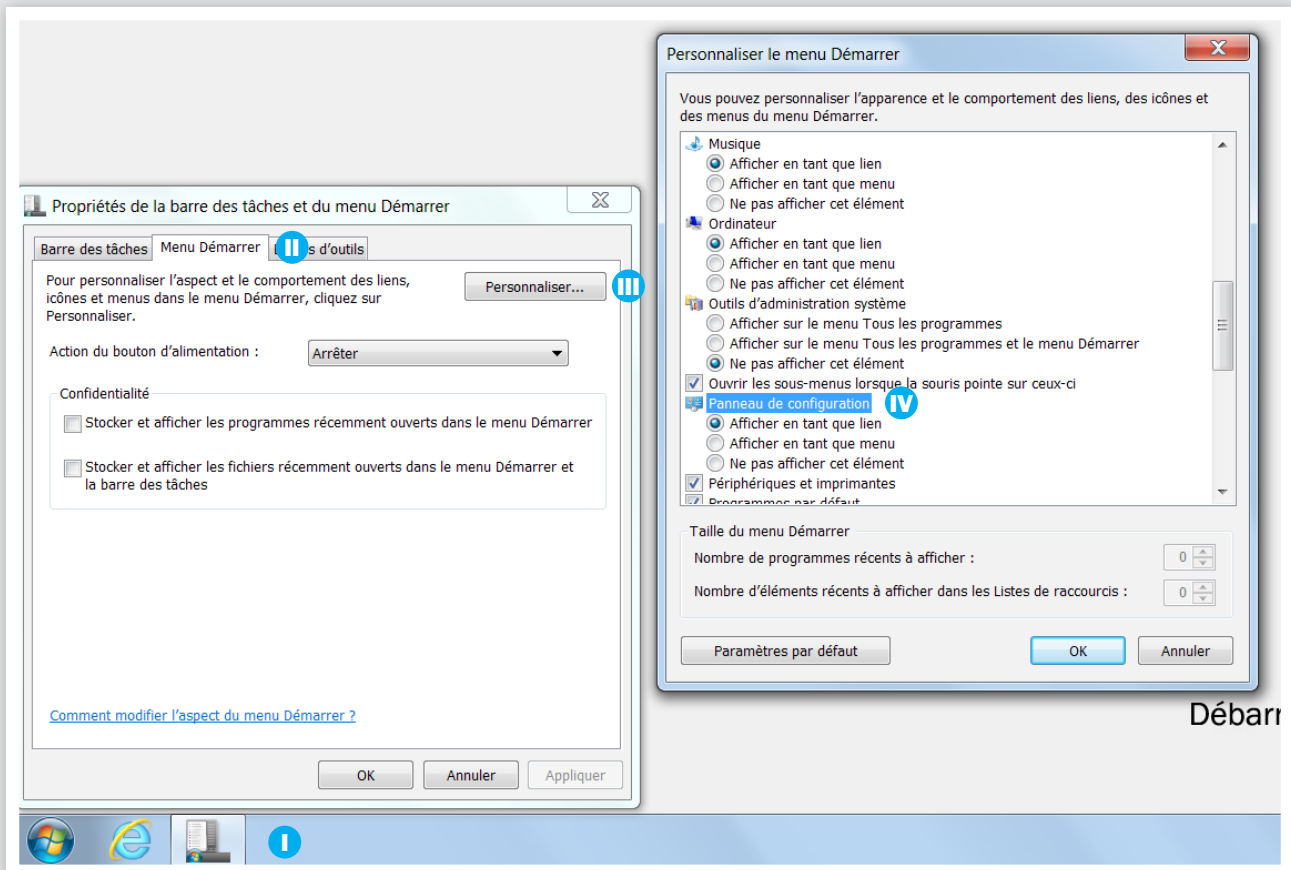 Personnaliser le menu Démarrer
Vous pouvez personnaliser l'apparence et le comportement des liens, des icônes et
des menus du menu Démarrer.
Musique
Afficher en tant que lien
Afficher en tant que menu
Ne pas afficher cet élément
Ordinateur
Afficher en tant que lien
Afficher en tant que menu
Ne pas afficher cet élément
Outils d'administration système
Afficher sur le menu Tous les programmes
Afficher sur le menu Tous les programmes et le menu Démarrer
Ne pas afficher cet élément
Ouvrir les sous-menus lorsque la souris pointe sur ceux-ci
Panneau de configuration IV
Afficher en tant que lien
Afficher en tant que menu
Ne pas afficher cet élément
Périphériques et imprimantes
Programmes par défaut
Taille du menu Démarrer
Nombre de programmes récents à afficher : 0
Nombre d'éléments récents à afficher dans les Listes de raccourcis : 0
Paramètres par défaut OK Annuler
Propriétés de la barre des tâches et du menu Démarrer
Barre des tâches Menu Démarrer II s d'outils
Pour personnaliser l'aspect et le comportement des liens,
icônes et menus dans le menu Démarrer, cliquez sur
Personnaliser.
Personnaliser... III
Action du bouton d'alimentation : Arrêter
Confidentialité
Stocker et afficher les programmes récemment ouverts dans le menu Démarrer
Stocker et afficher les fichiers récemment ouverts dans le menu Démarrer et
la barre des tâches
Comment modifier l'aspect du menu Démarrer ?
OK Annuler Appliquer
Débarr
I